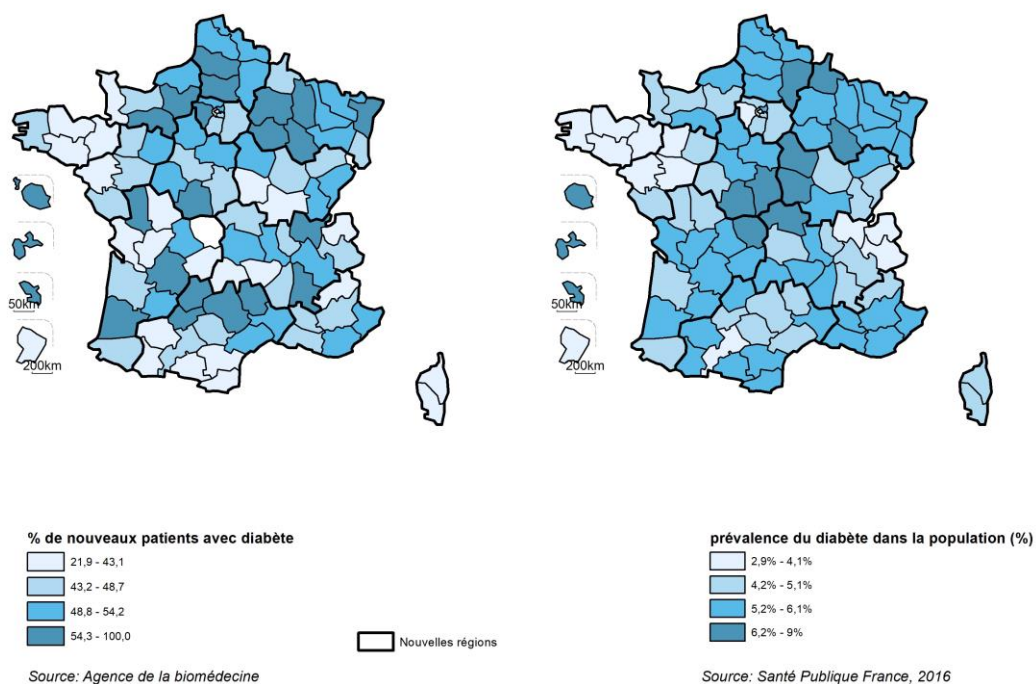 50km
200km
50km
200km
% de nouveaux patients avec diabète
21,9 - 43,1
43,2 - 48,7
48,8 - 54,2
54,3 - 100,0
Nouvelles régions
Source: Agence de la biomédecine
prévalence du diabète dans la population (%)
2,9% - 4,1%
4,2% - 5,1%
5,2% - 6,1%
6,2% - 9%
Source: Santé Publique France, 2016